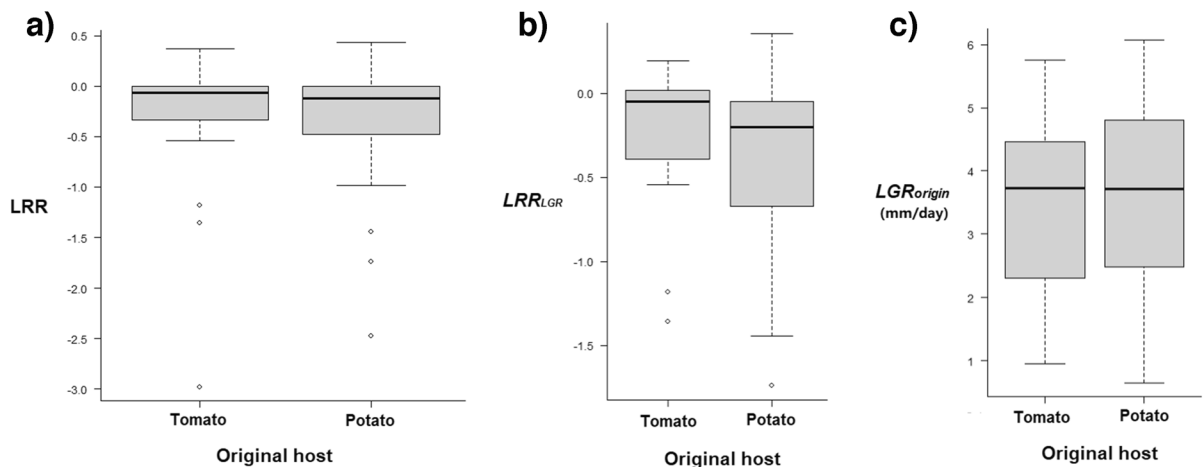 a)
0.5
0.0
-0.5
-1.0
-1.5
-2.0
-2.5
-3.0
LRR
Tomato Potato
Original host
b)
0.0
-0.5
-1.0
-1.5
LRR LGR
Tomato Potato
Original host
c)
6
5
4
3
2
1
LGRorigin
(mm/day)
Tomato Potato
Original host